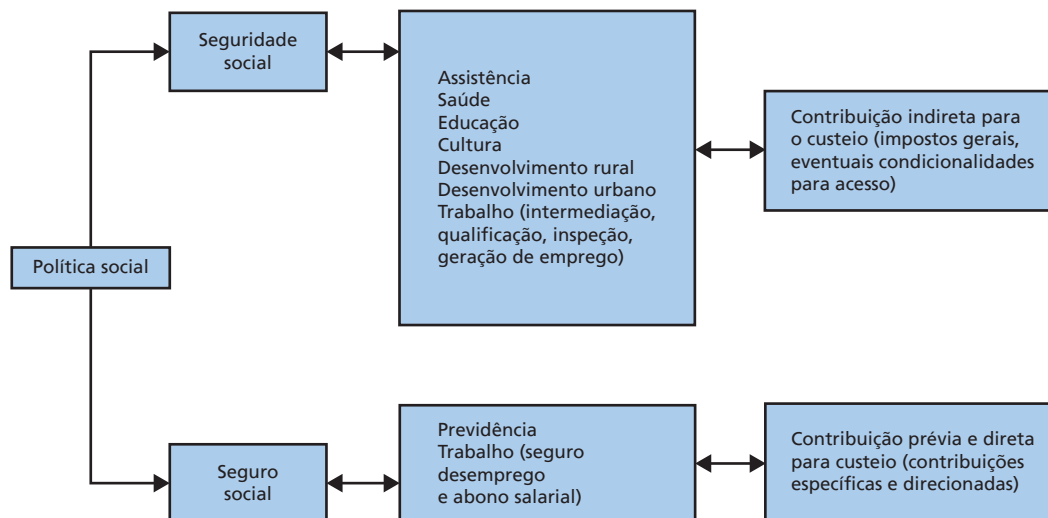 Seguridade
social
Assistência
Saúde
Educação
Cultura
Desenvolvimento rural
Desenvolvimento urbano
Trabalho (intermediação,
qualificação, inspeção,
geração de emprego)
Contribuição indireta para
o custeio (impostos gerais,
eventuais condicionalidades
para acesso)
Política social
Seguro
social
Previdência
Trabalho (seguro
desemprego
e abono salarial)
Contribuição prévia e direta
para custeio (contribuições
específicas e direcionadas)